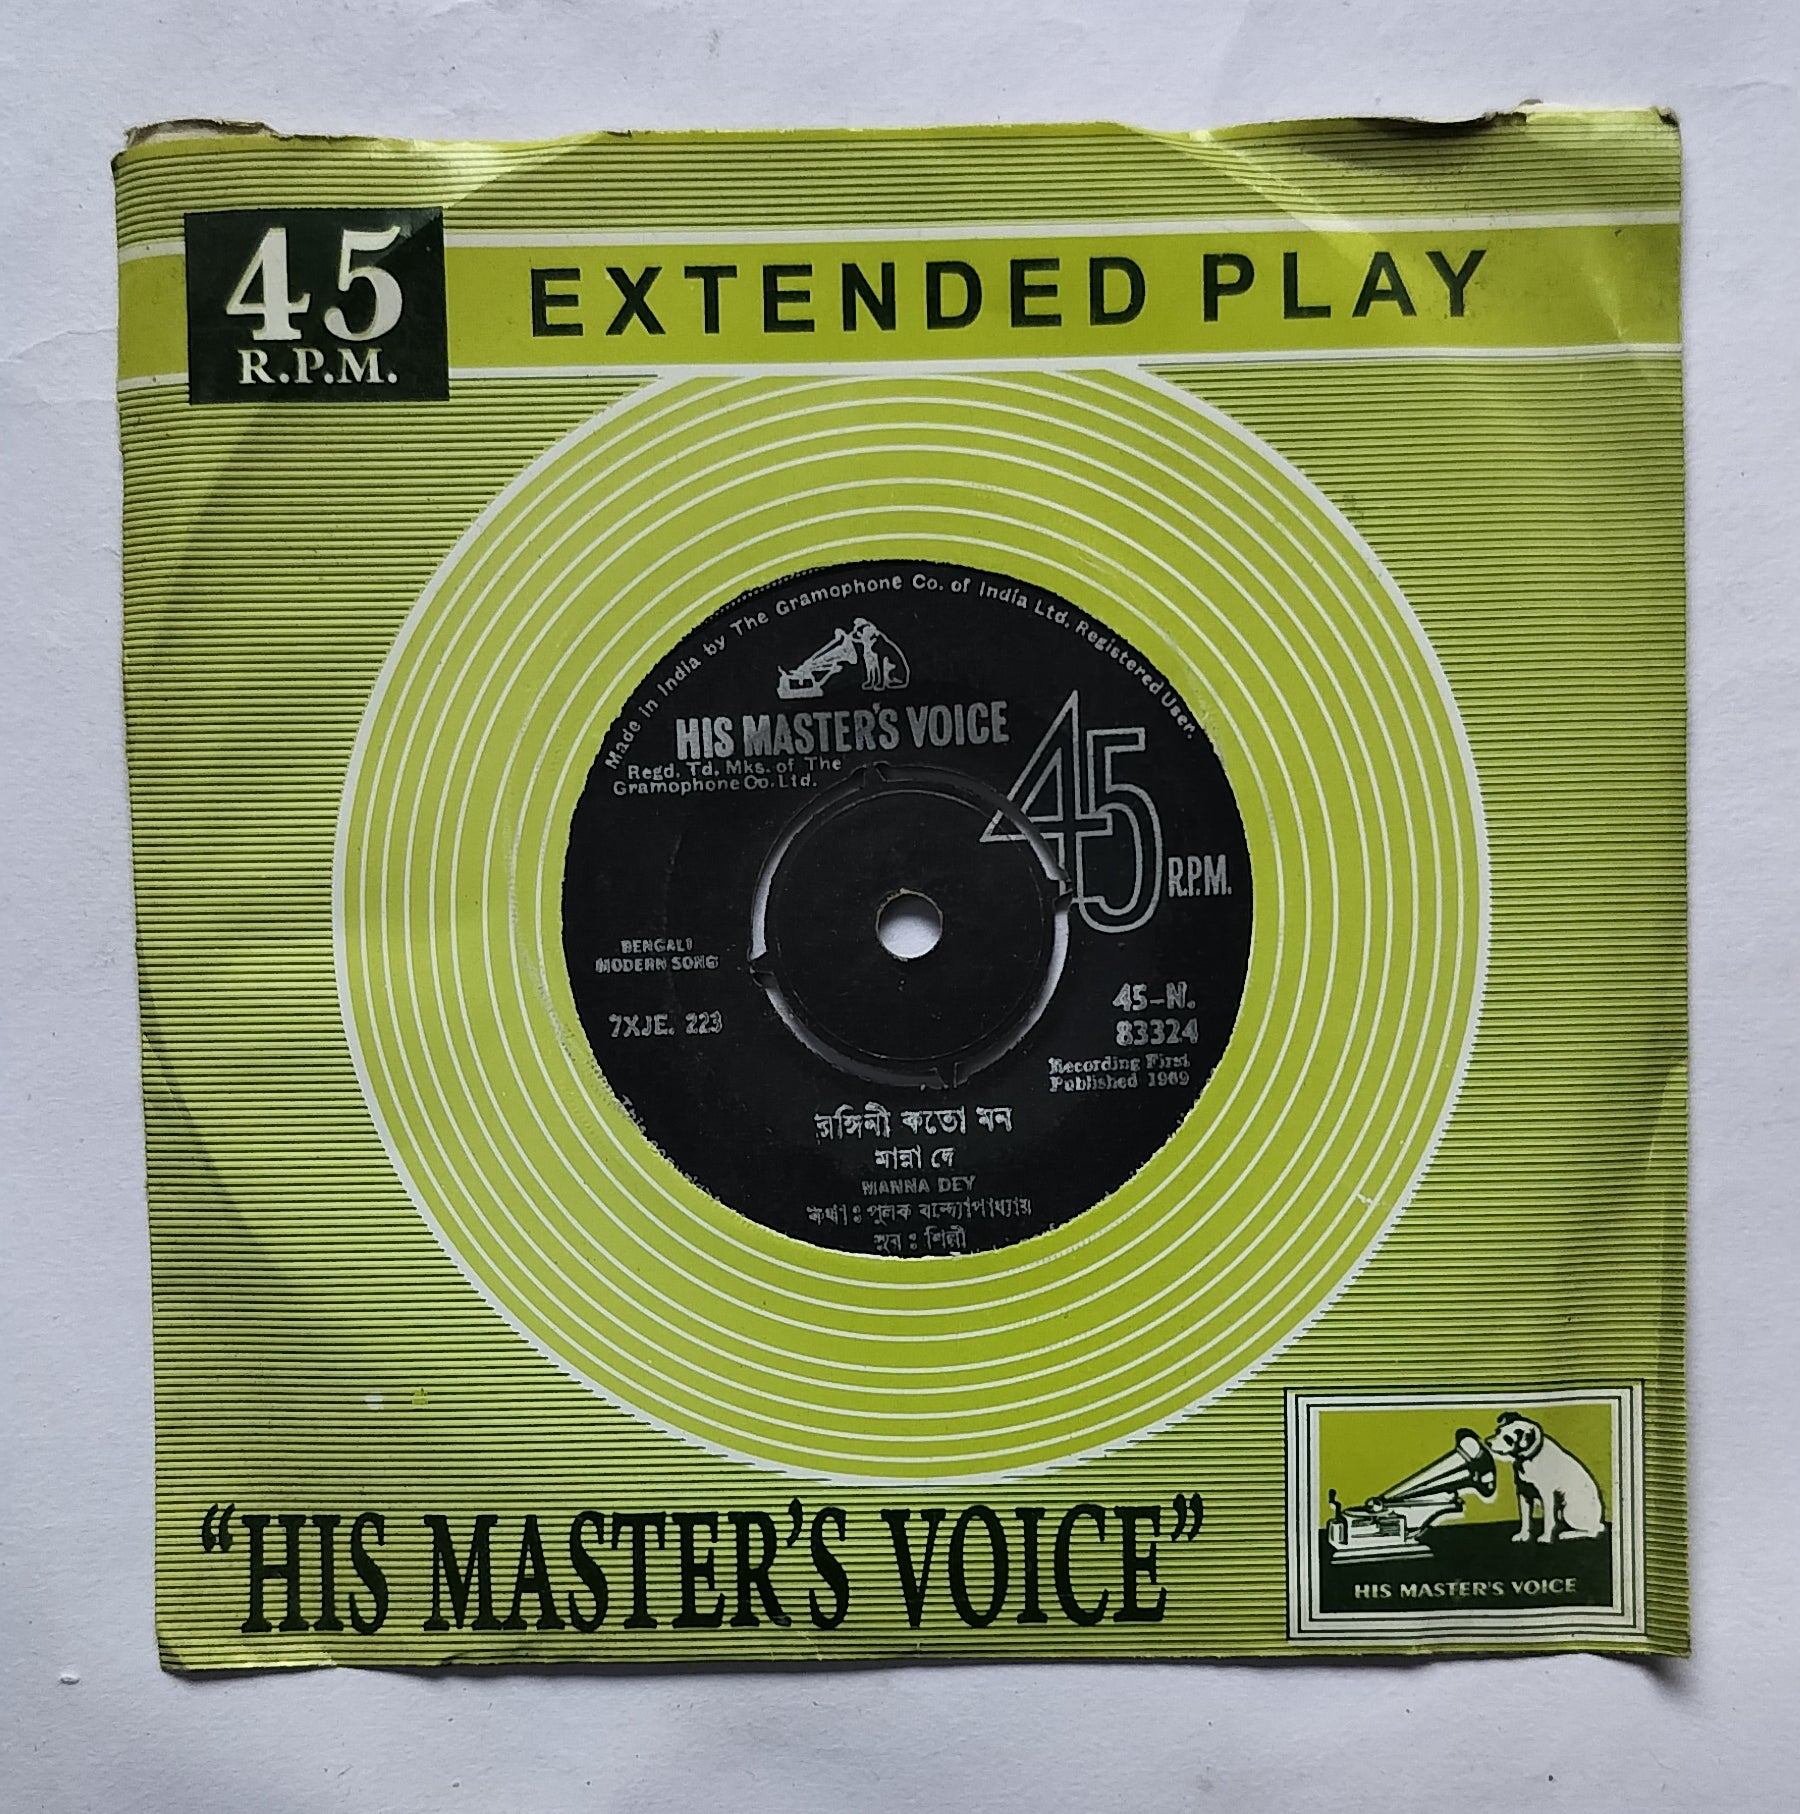 45
R.P.M.
EXTENDED PLAY
Made in India by The Gramophone Co. of India Ltd. Registered User.
HIS MASTER'S VOICE
Regd. Td. Mks. of The
Gramophone Co. Ltd.
45
R.P.M.
BENGALI
MODERN SONG
7XJE. 223
45-N.
83324
Recording First
Published 1969
রঙ্গিনী কতো মন
মান্না দে
MANNA DEY
কথা : পুলক বন্দ্যোপাধ্যায়
সুর : শিল্পী
"HIS MASTER'S VOICE"
HIS MASTER'S VOICE